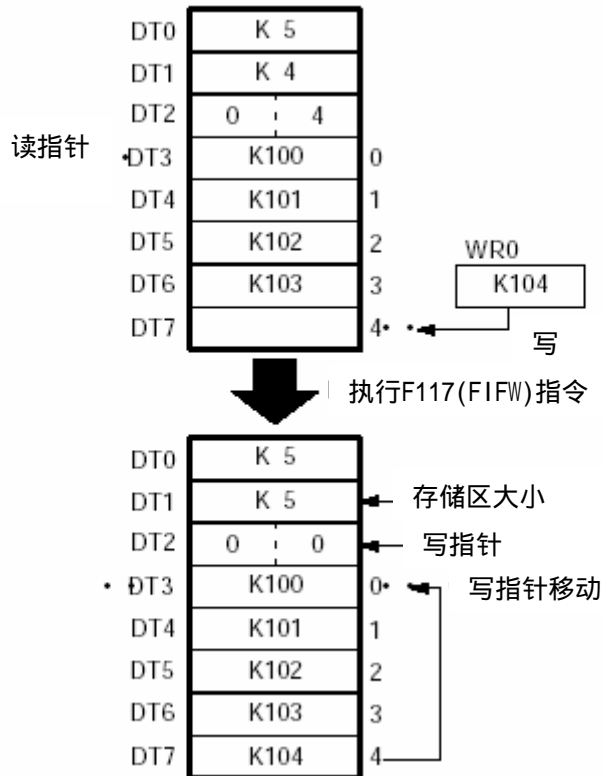 DT0 K 5
DT1 K 4
DT2 0 4
读指针 DT3 K100 0
DT4 K101 1
DT5 K102 2
WR0
DT6 K103 3 K104
DT7 4
写
执行F117(FIFW)指令
DT0 K 5
DT1 K 5 存储区大小
DT2 0 0 写指针
DT3 K100 0 写指针移动
DT4 K101 1
DT5 K102 2
DT6 K103 3
DT7 K104 4